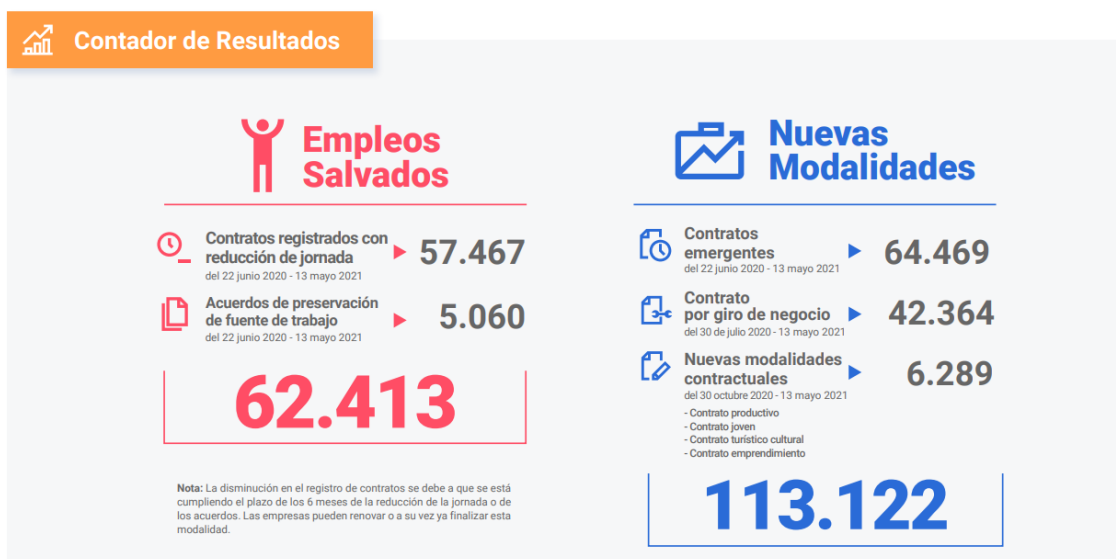 Contador de Resultados
Empleos
Salvados
Contratos registrados con
reducción de jornada
del 22 junio 2020 - 13 mayo 2021
57.467
Acuerdos de preservación
de fuente de trabajo
del 22 junio 2020 - 13 mayo 2021
5.060
62.413
Nota: La disminución en el registro de contratos se debe a que se está
cumpliendo el plazo de los 6 meses de la reducción de la jornada o de
los acuerdos. Las empresas pueden renovar o a su vez ya finalizar esta
modalidad.
Nuevas
Modalidades
Contratos
emergentes
del 22 junio 2020 - 13 mayo 2021
64.469
Contrato
por giro de negocio
del 30 de julio 2020 - 13 mayo 2021
42.364
Nuevas modalidades
contractuales
del 30 octubre 2020 - 13 mayo 2021
6.289
- Contrato productivo
- Contrato joven
- Contrato turístico cultural
- Contrato emprendimiento
113.122